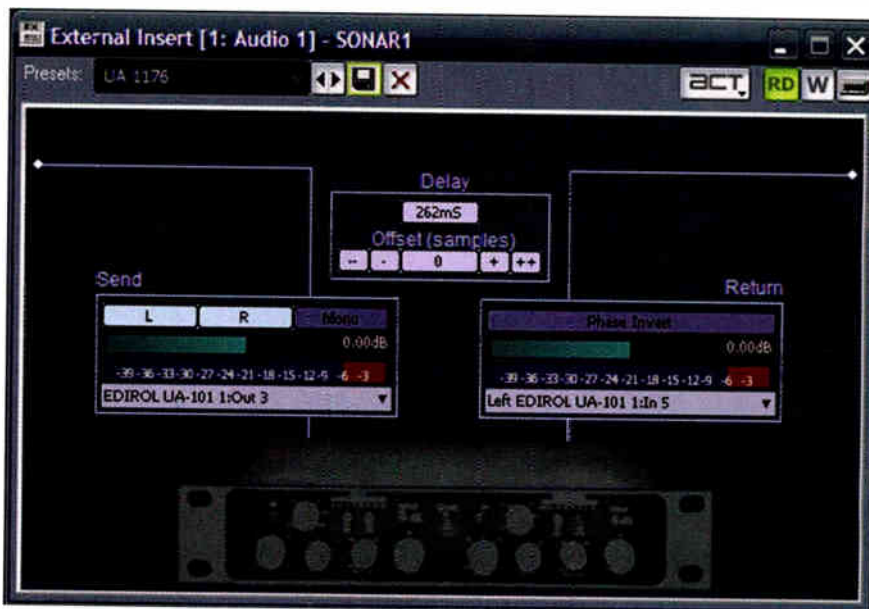 External Insert [1: Audio 1] - SONAR1
Presets: UA 1176
ACT RD W
Delay
262mS
Offset (samples)
-- - 0 + ++
Send
Return
L R Mono
Phase Invert
0.00dB
0.00dB
-39 -36 -33 -30 -27 -24 -21 -18 -15 -12 -9 -6 -3
-39 -36 -33 -30 -27 -24 -21 -18 -15 -12 -9 -6 -3
EDIROL UA-101 1:Out 3
Left EDIROL UA-101 1:In 5